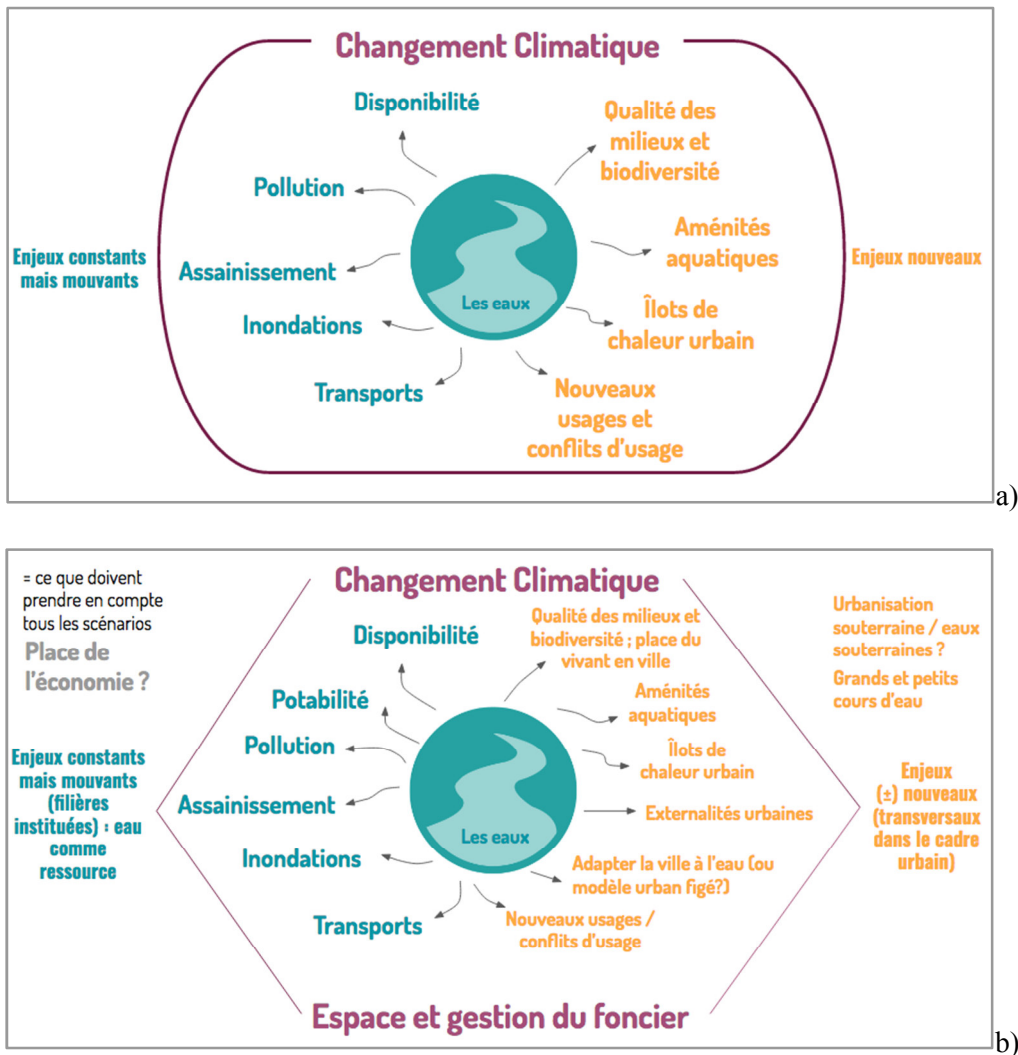 Changement Climatique
Disponibilité
Qualité des
milieux et
biodiversité
Pollution
Aménités
aquatiques
Enjeux constants
mais mouvants
Enjeux nouveaux
Assainissement
Les eaux
Îlots de
chaleur urbain
Inondations
Transports
Nouveaux
usages et
conflits d'usage
a)
= ce que doivent
prendre en compte
tous les scénarios
Place de
l'économie ?
Changement Climatique
Urbanisation
souterraine / eaux
souterraines ?
Grands et petits
cours d'eau
Disponibilité
Qualité des milieux et
biodiversité ; place du
vivant en ville
Potabilité
Aménités
aquatiques
Pollution
Îlots de
chaleur urbain
Enjeux constants
mais mouvants
(filières
instituées) : eau
comme
ressource
Enjeux
(±) nouveaux
(transversaux
dans le cadre
urbain)
Assainissement
Externalités urbaines
Les eaux
Inondations
Adapter la ville à l'eau (ou
modèle urban figé?)
Transports
Nouveaux usages /
conflits d'usage
Espace et gestion du foncier
b)